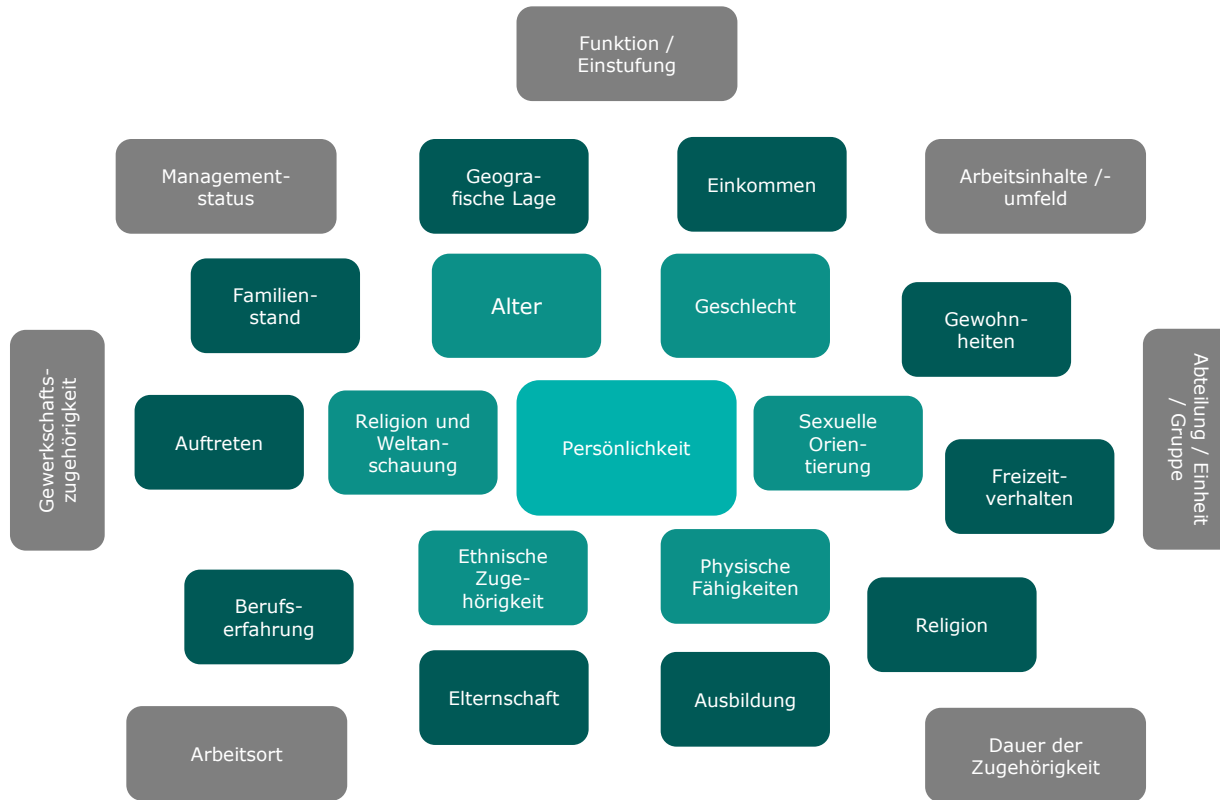 Funktion /
Einstufung
Management-
status
Geogra-
fische Lage
Einkommen
Arbeitsinhalte /-
umfeld
Familien-
stand
Alter
Geschlecht
Gewohn-
heiten
Gewerkschafts-
zugehörigkeit
Auftreten
Religion und
Weltan-
schauung
Persönlichkeit
Sexuelle
Orien-
tierung
Freizeit-
verhalten
Abteilung / Einheit
/ Gruppe
Berufs-
erfahrung
Ethnische
Zuge-
hörigkeit
Physische
Fähigkeiten
Religion
Elternschaft
Ausbildung
Arbeitsort
Dauer der
Zugehörigkeit